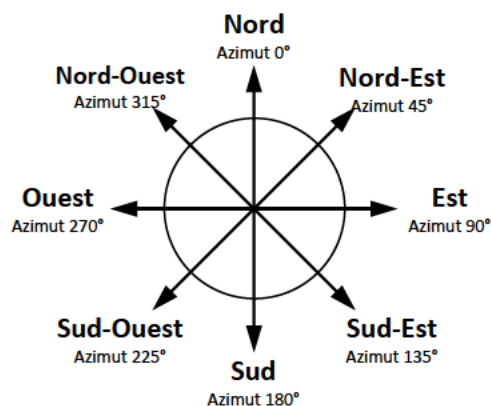 Nord
Azimut 0°
Nord-Ouest
Azimut 315°
Nord-Est
Azimut 45°
Ouest
Azimut 270°
Est
Azimut 90°
Sud-Ouest
Azimut 225°
Sud-Est
Azimut 135°
Sud
Azimut 180°